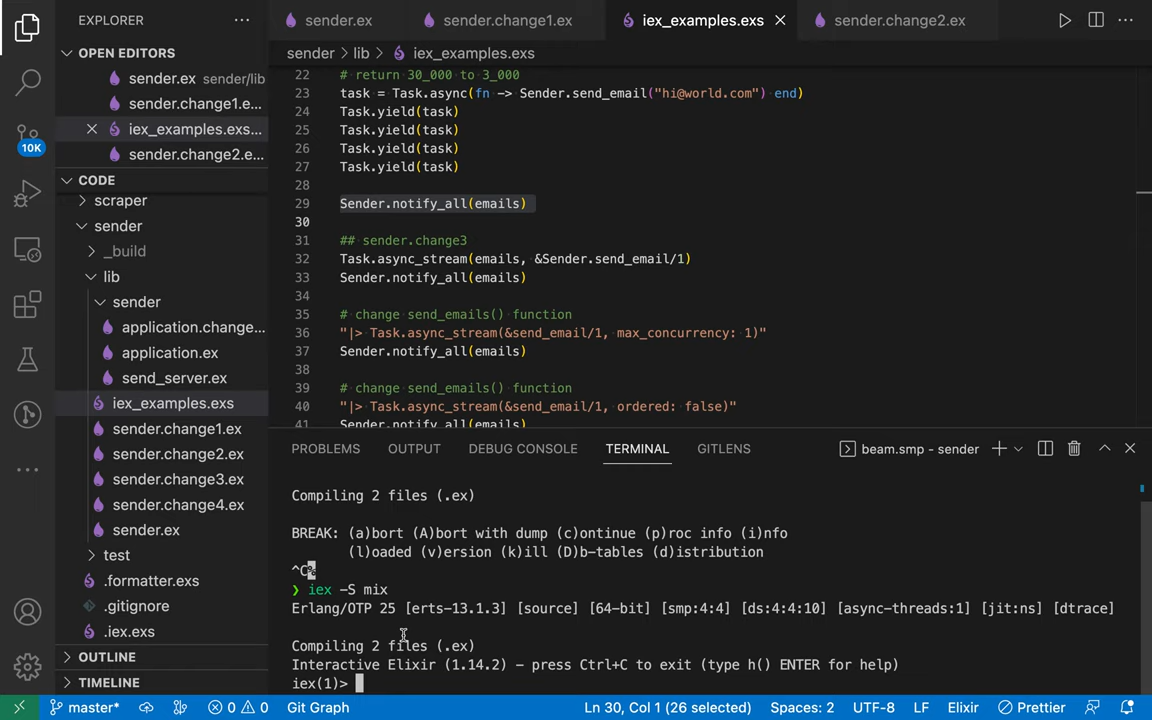 EXPLORER
OPEN EDITORS
sender.ex sender/lib
sender.change1.e...
iex_examples.exs...
sender.change2.e...
CODE
scraper
sender
_build
lib
sender
application.change...
application.ex
send_server.ex
iex_examples.exs
sender.change1.ex
sender.change2.ex
sender.change3.ex
sender.change4.ex
sender.ex
test
.formatter.exs
.gitignore
.iex.exs
OUTLINE
TIMELINE
10K
sender.ex sender.change1.ex iex_examples.exs sender.change2.ex
sender > lib > iex_examples.exs
22 # return 30_000 to 3_000
23 task = Task.async(fn -> Sender.send_email("hi@world.com") end)
24 Task.yield(task)
25 Task.yield(task)
26 Task.yield(task)
27 Task.yield(task)
28
29 Sender.notify_all(emails)
30
31 ## sender.change3
32 Task.async_stream(emails, &Sender.send_email/1)
33 Sender.notify_all(emails)
34
35 # change send_emails() function
36 "|> Task.async_stream(&send_email/1, max_concurrency: 1)"
37 Sender.notify_all(emails)
38
39 # change send_emails() function
40 "|> Task.async_stream(&send_email/1, ordered: false)"
41 Sender.notify_all(emails)
PROBLEMS OUTPUT DEBUG CONSOLE TERMINAL GITLENS beam.smp - sender
Compiling 2 files (.ex)
BREAK: (a)bort (A)bort with dump (c)ontinue (p)roc info (i)nfo
(l)oaded (v)ersion (k)ill (D)b-tables (d)istribution
^C%
❯ iex -S mix
Erlang/OTP 25 [erts-13.1.3] [source] [64-bit] [smp:4:4] [ds:4:4:10] [async-threads:1] [jit:ns] [dtrace]
Compiling 2 files (.ex)
Interactive Elixir (1.14.2) - press Ctrl+C to exit (type h() ENTER for help)
iex(1)>
master* 0 0 Git Graph Ln 30, Col 1 (26 selected) Spaces: 2 UTF-8 LF Elixir Prettier